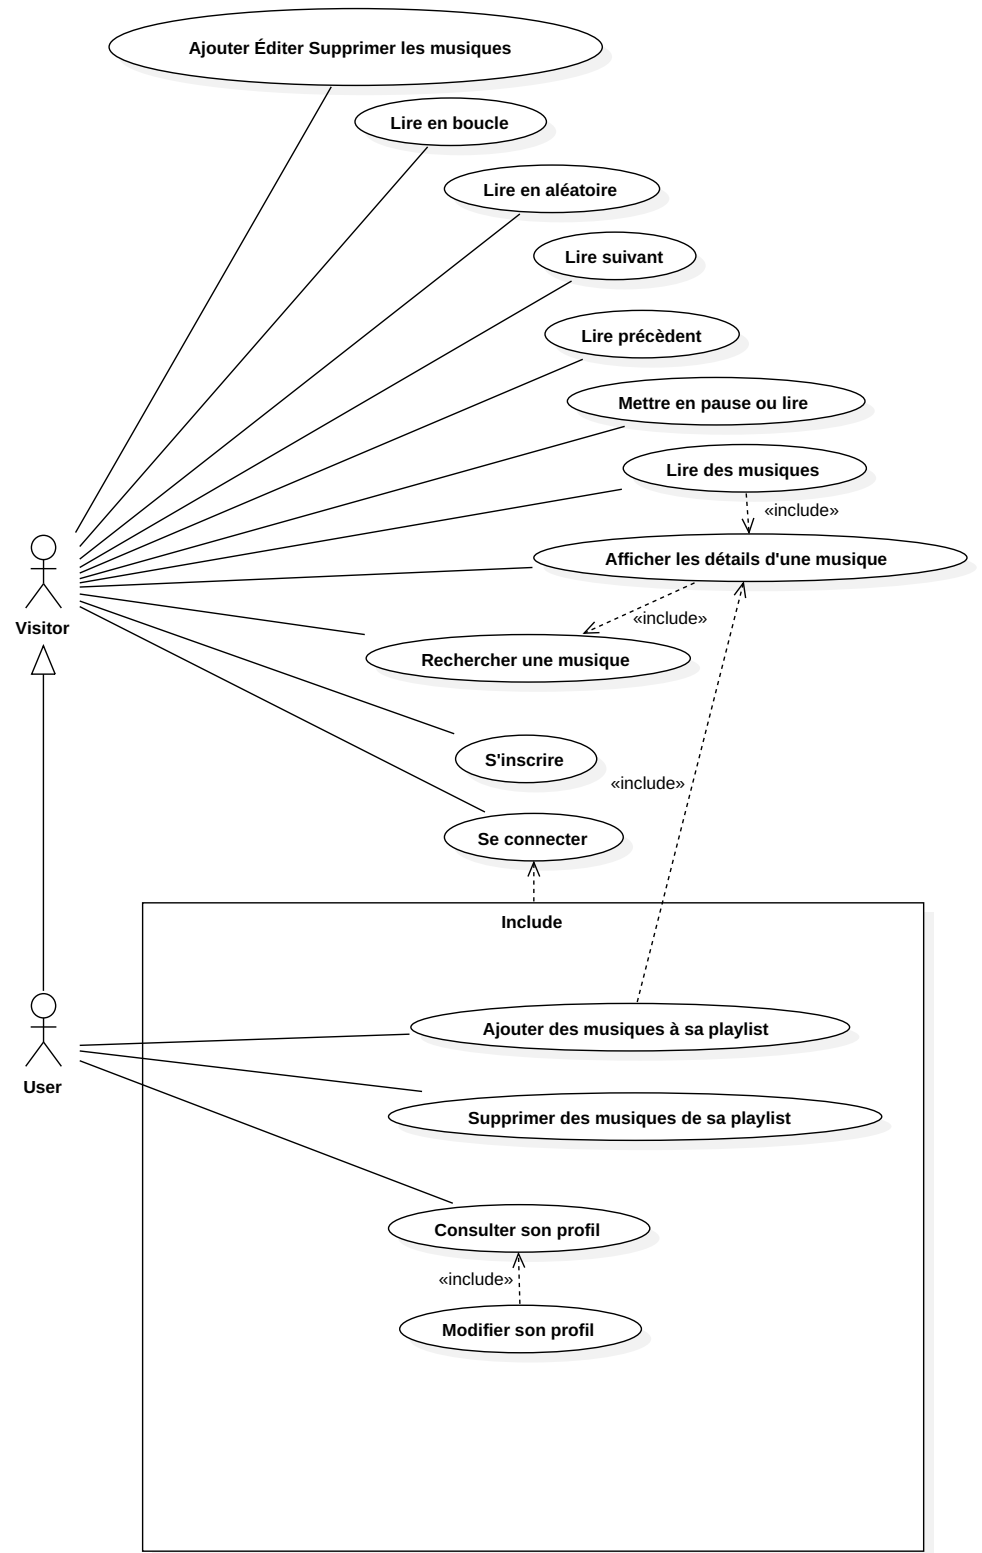 Ajouter Éditer Supprimer les musiques
Lire en boucle
Lire en aléatoire
Lire suivant
Lire précèdent
Mettre en pause ou lire
Lire des musiques
«include»
Afficher les détails d'une musique
«include»
Visitor
Rechercher une musique
S'inscrire
«include»
Se connecter
Include
Ajouter des musiques à sa playlist
User
Supprimer des musiques de sa playlist
Consulter son profil
«include»
Modifier son profil